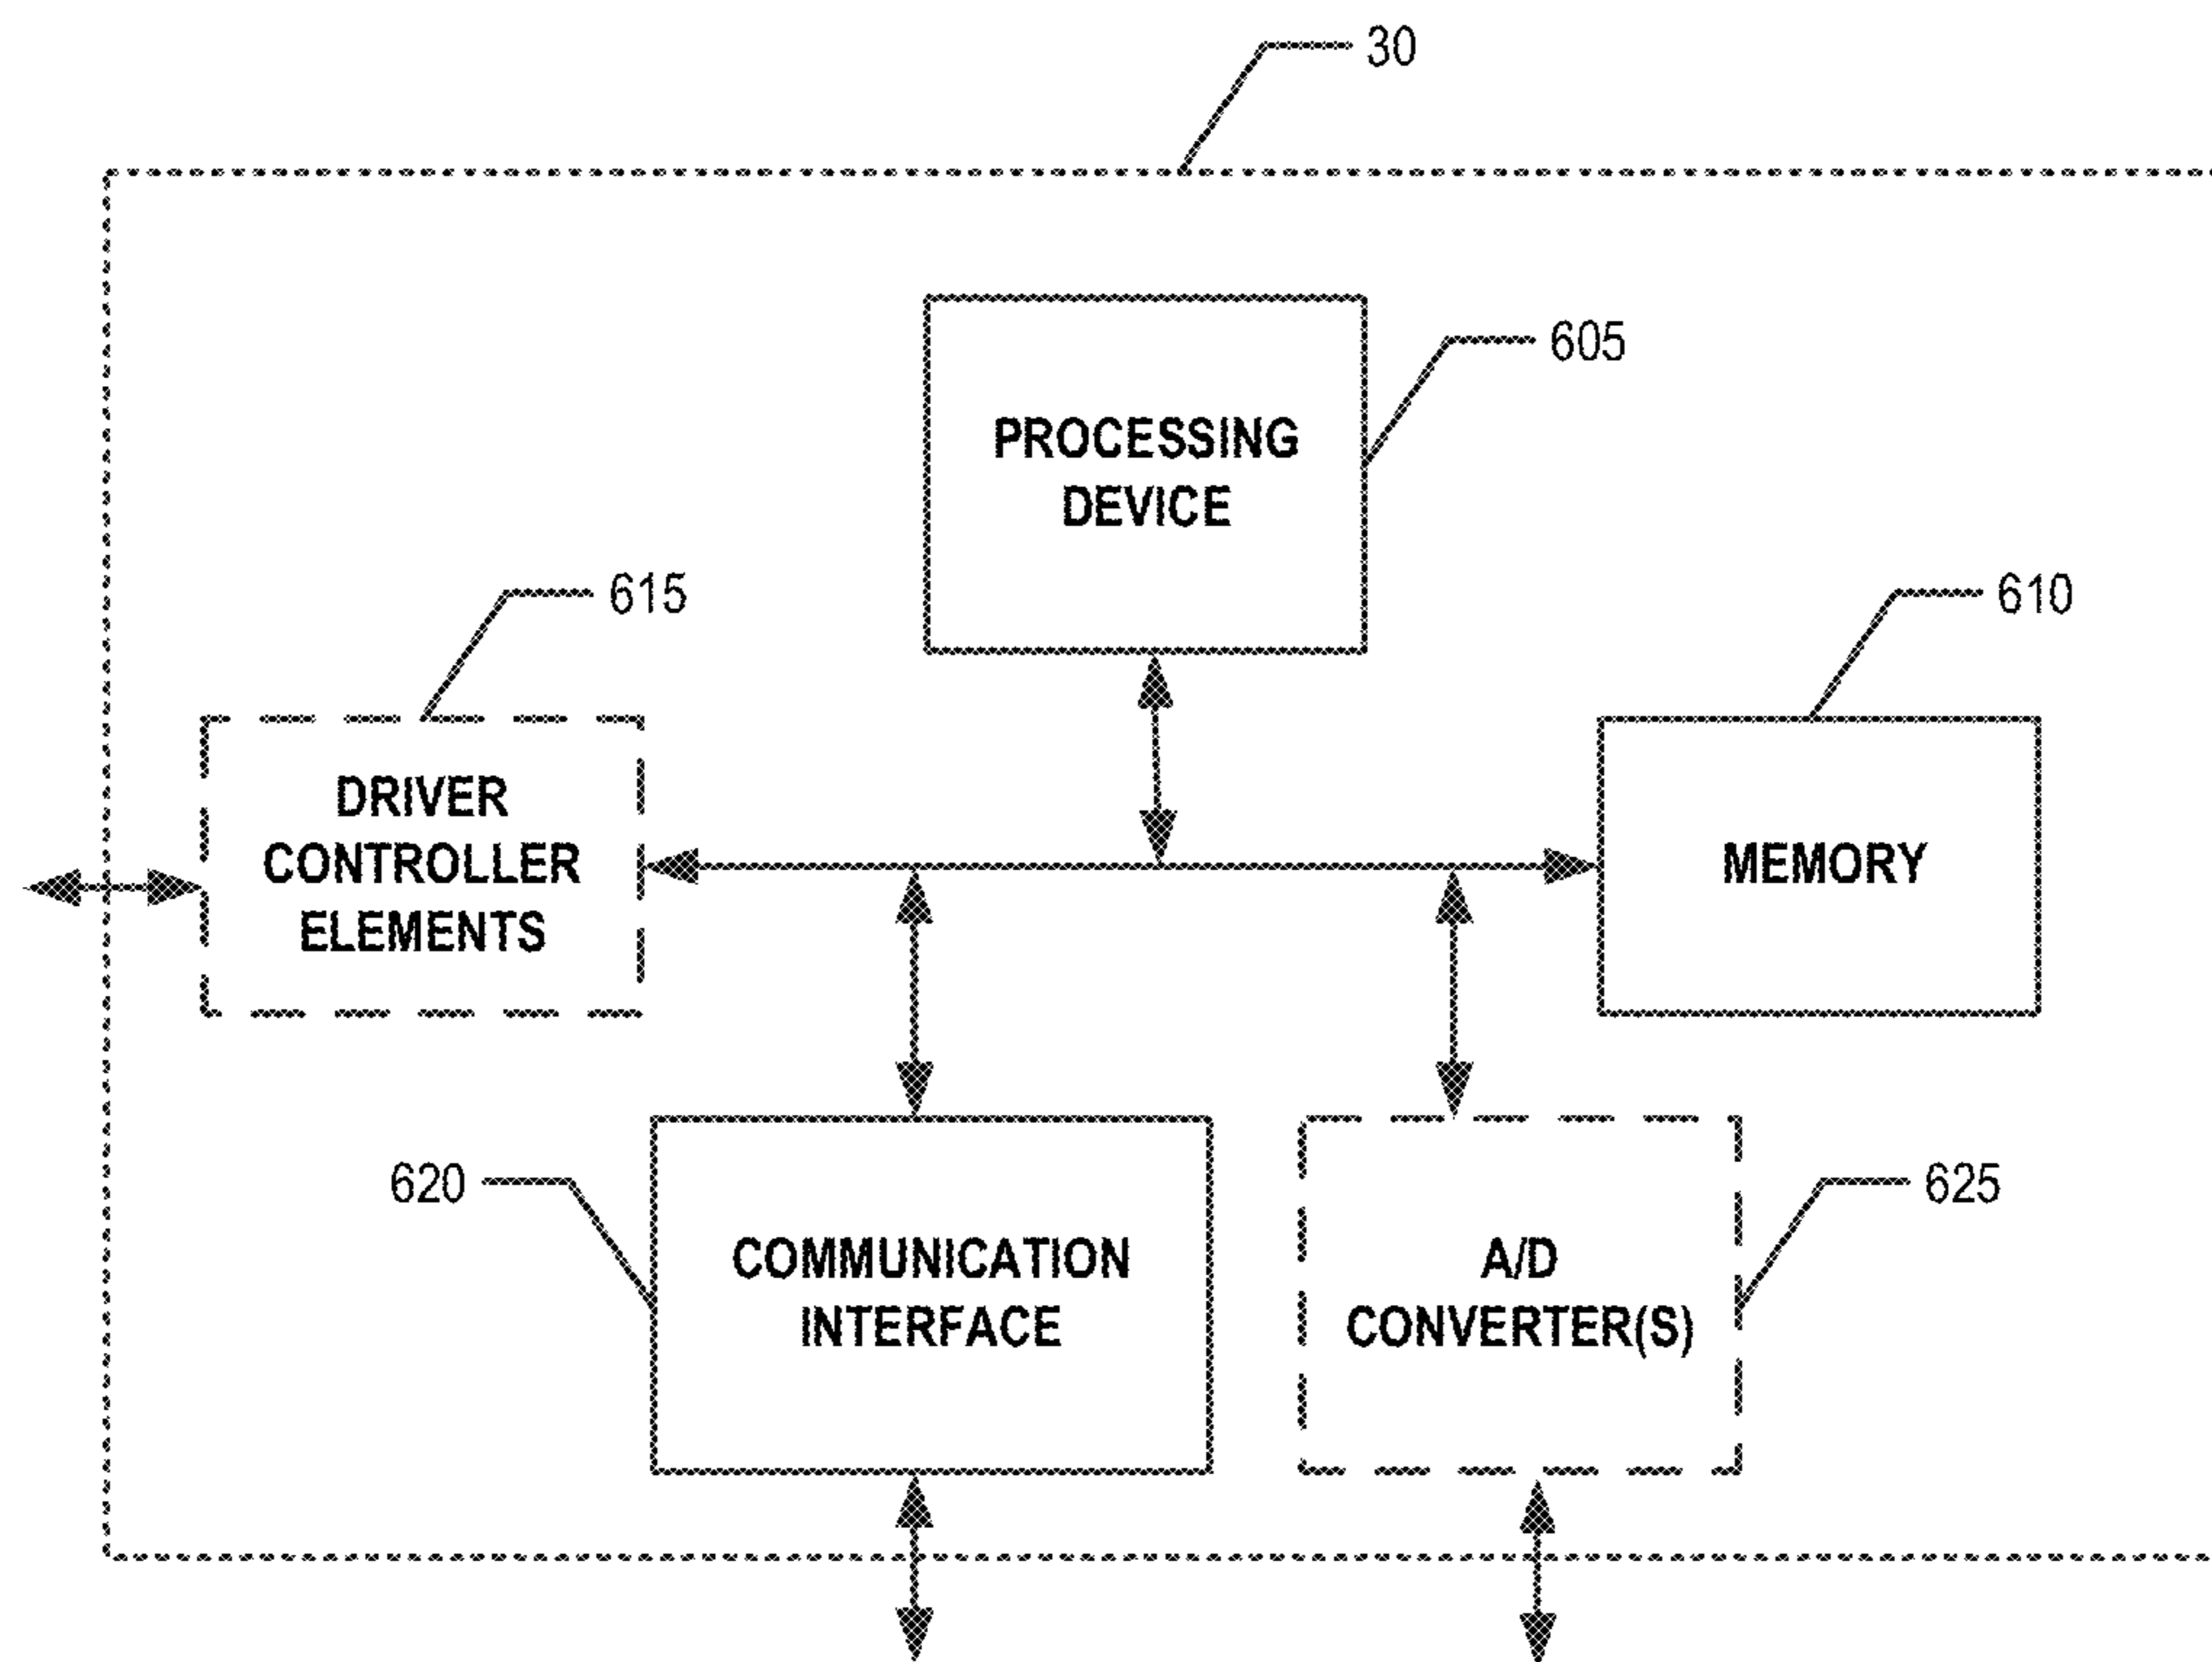 30
605
PROCESSING
DEVICE
615
610
DRIVER
CONTROLLER
ELEMENTS
MEMORY
620
625
COMMUNICATION
INTERFACE
A/D
CONVERTER(S)